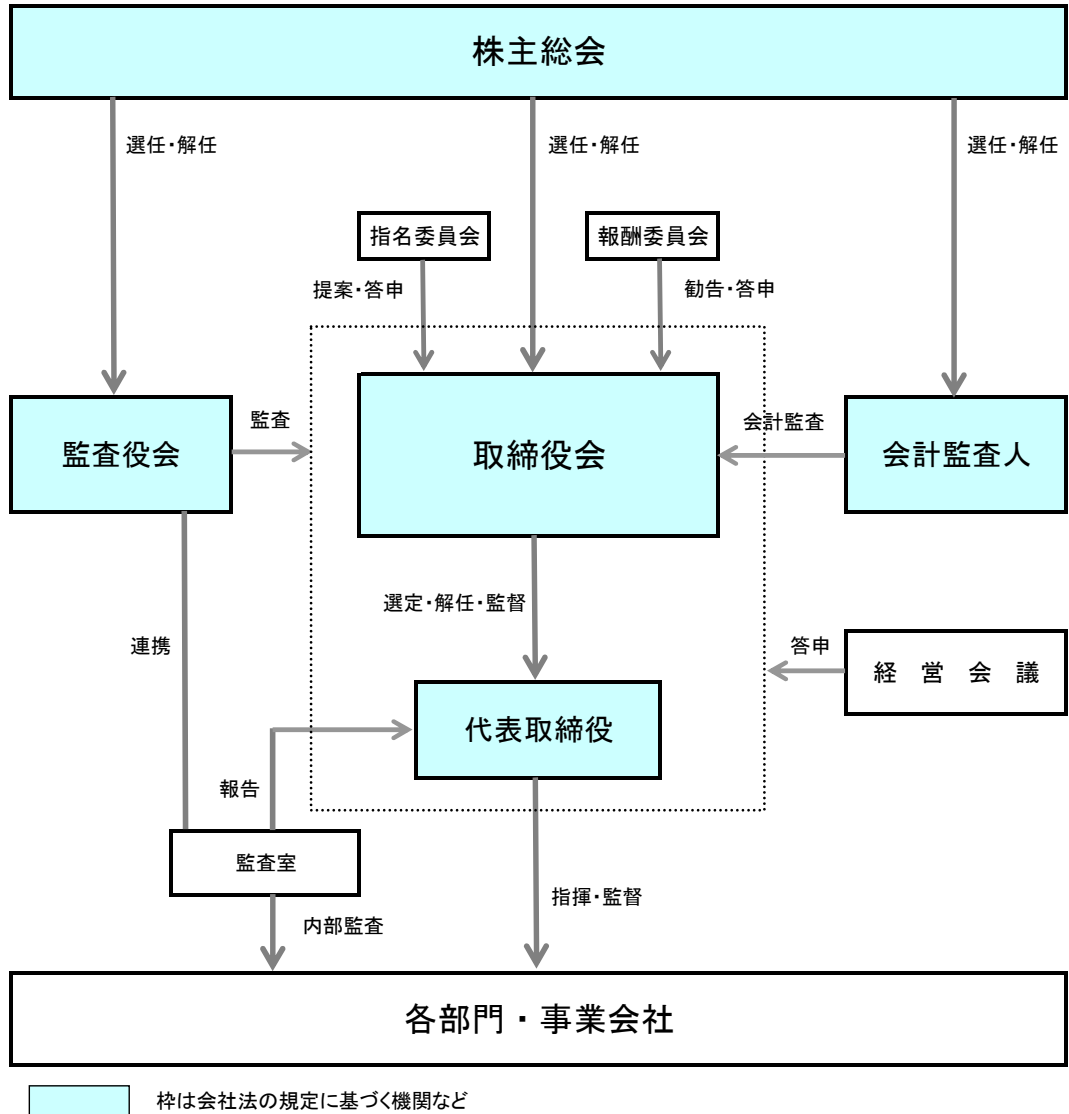 株主総会
選任・解任
選任・解任
選任・解任
指名委員会
報酬委員会
提案・答申
勧告・答申
監査役会
監査
取締役会
会計監査
会計監査人
選定・解任・監督
連携
答申
経 営 会 議
代表取締役
報告
監査室
内部監査
指揮・監督
各部門・事業会社
枠は会社法の規定に基づく機関など